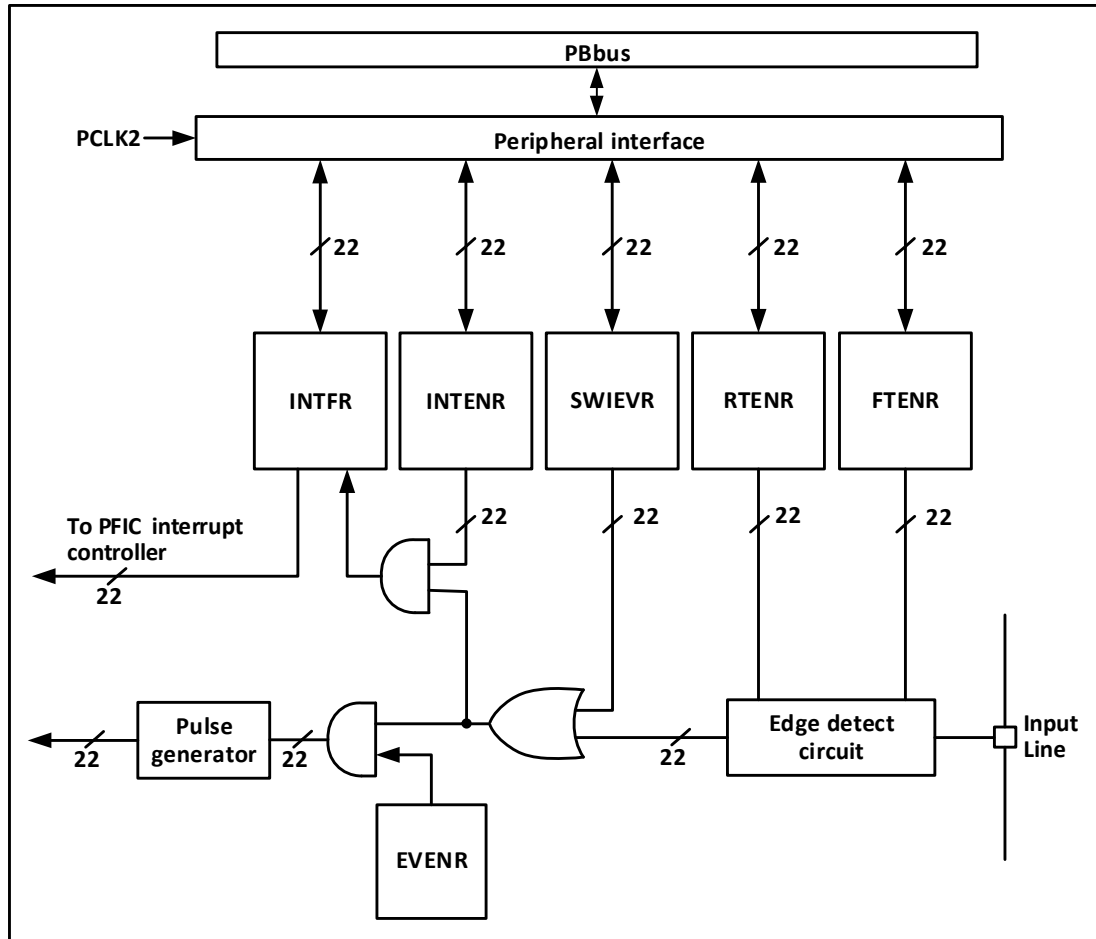 PBbus
PCLK2
Peripheral interface
22
22
22
22
22
INTFR
INTENR
SWIEVR
RTENR
FTENR
22
22
22
22
To PFIC interrupt
controller
22
Pulse
generator
22
22
22
Edge detect
circuit
Input
Line
EVENR